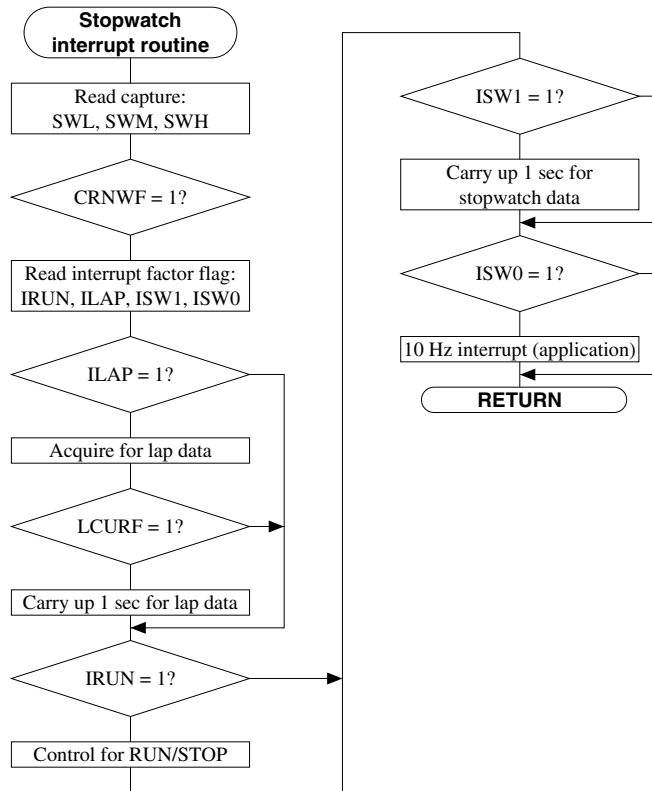 Stopwatch
interrupt routine
Read capture:
SWL, SWM, SWH
CRNWF = 1?
Read interrupt factor flag:
IRUN, ILAP, ISW1, ISW0
ILAP = 1?
Acquire for lap data
LCURF = 1?
Carry up 1 sec for lap data
IRUN = 1?
Control for RUN/STOP
ISW1 = 1?
Carry up 1 sec for
stopwatch data
ISW0 = 1?
10 Hz interrupt (application)
RETURN